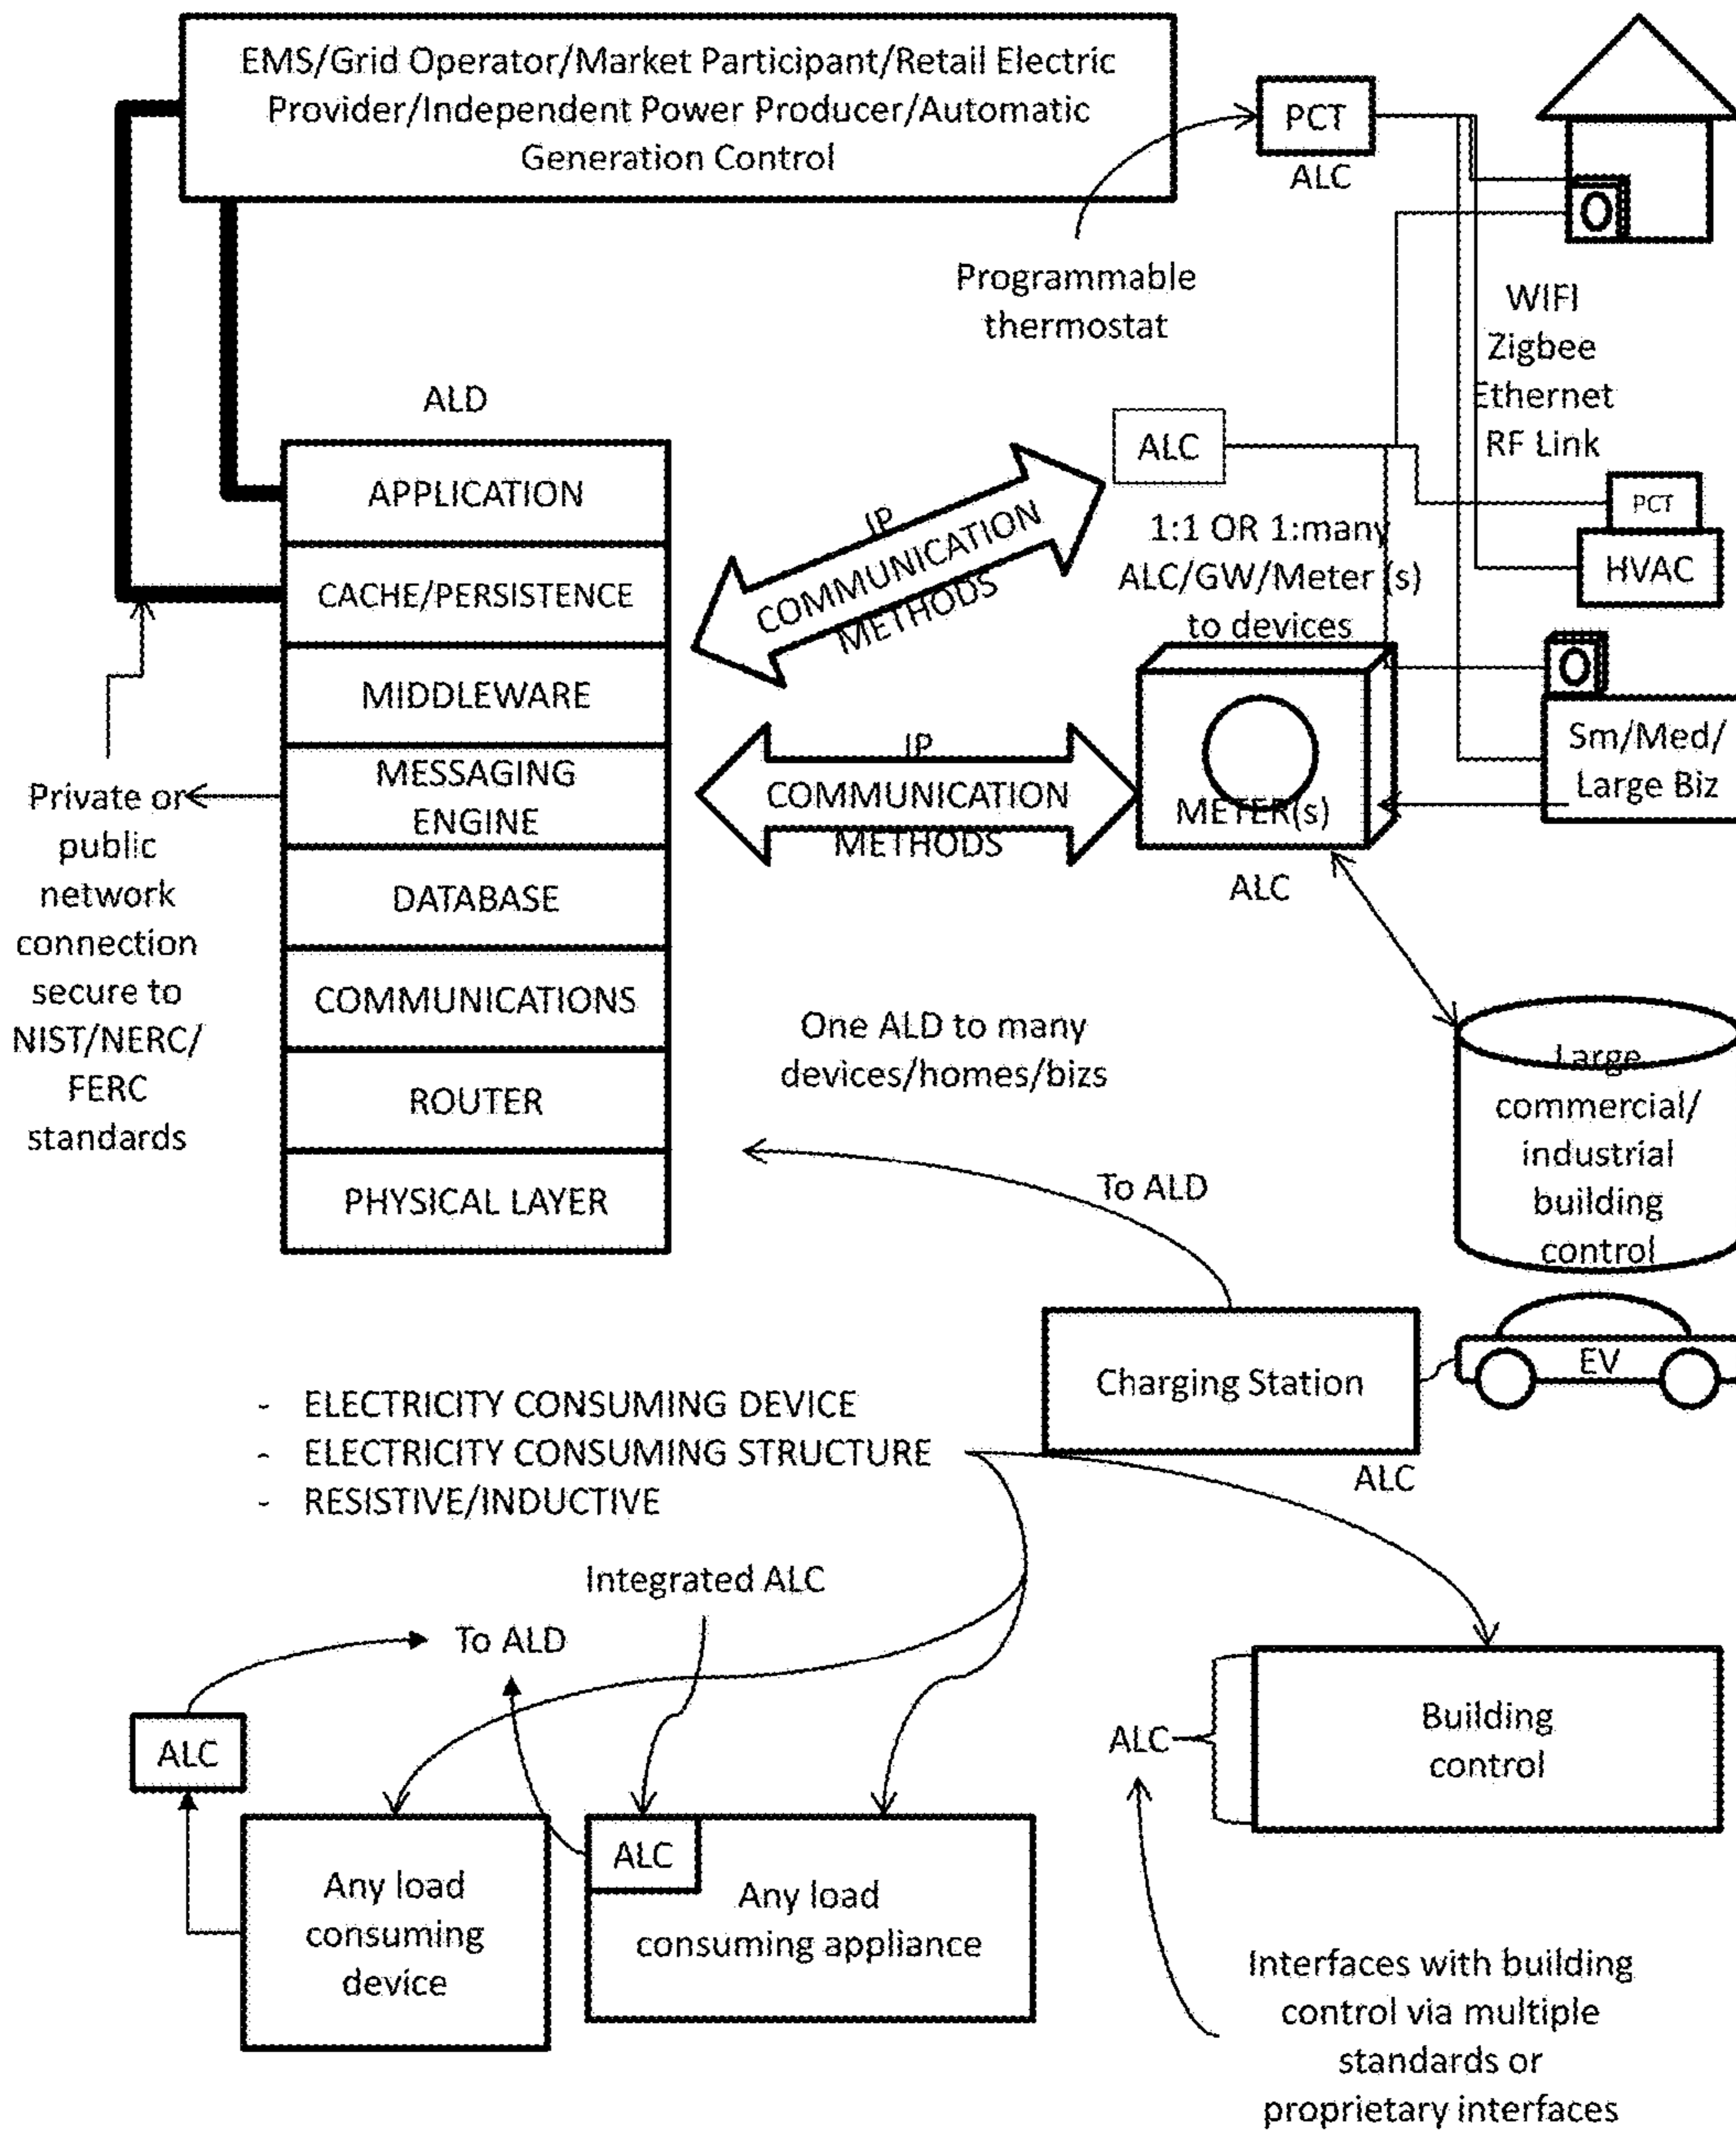 EMS/Grid Operator/Market Participant/Retail Electric
Provider/Independent Power Producer/Automatic
Generation Control
PCT
ALC
Programmable
thermostat
WIFI
Zigbee
Ethernet
RF Link
ALD
APPLICATION
CACHE/PERSISTENCE
MIDDLEWARE
MESSAGING
ENGINE
DATABASE
COMMUNICATIONS
ROUTER
PHYSICAL LAYER
IP
COMMUNICATION
METHODS
ALC
1:1 OR 1:many
ALC/GW/Meter (s)
to devices
PCT
HVAC
IP
COMMUNICATION
METHODS
METER(s)
ALC
Sm/Med/
Large Biz
Private or
public
network
connection
secure to
NIST/NERC/
FERC
standards
One ALD to many
devices/homes/bizs
Large
commercial/
industrial
building
control
To ALD
Charging Station
ALC
EV
- ELECTRICITY CONSUMING DEVICE
- ELECTRICITY CONSUMING STRUCTURE
- RESISTIVE/INDUCTIVE
Integrated ALC
To ALD
ALC
Any load
consuming
device
ALC
Any load
consuming appliance
ALC
Building
control
Interfaces with building
control via multiple
standards or
proprietary interfaces